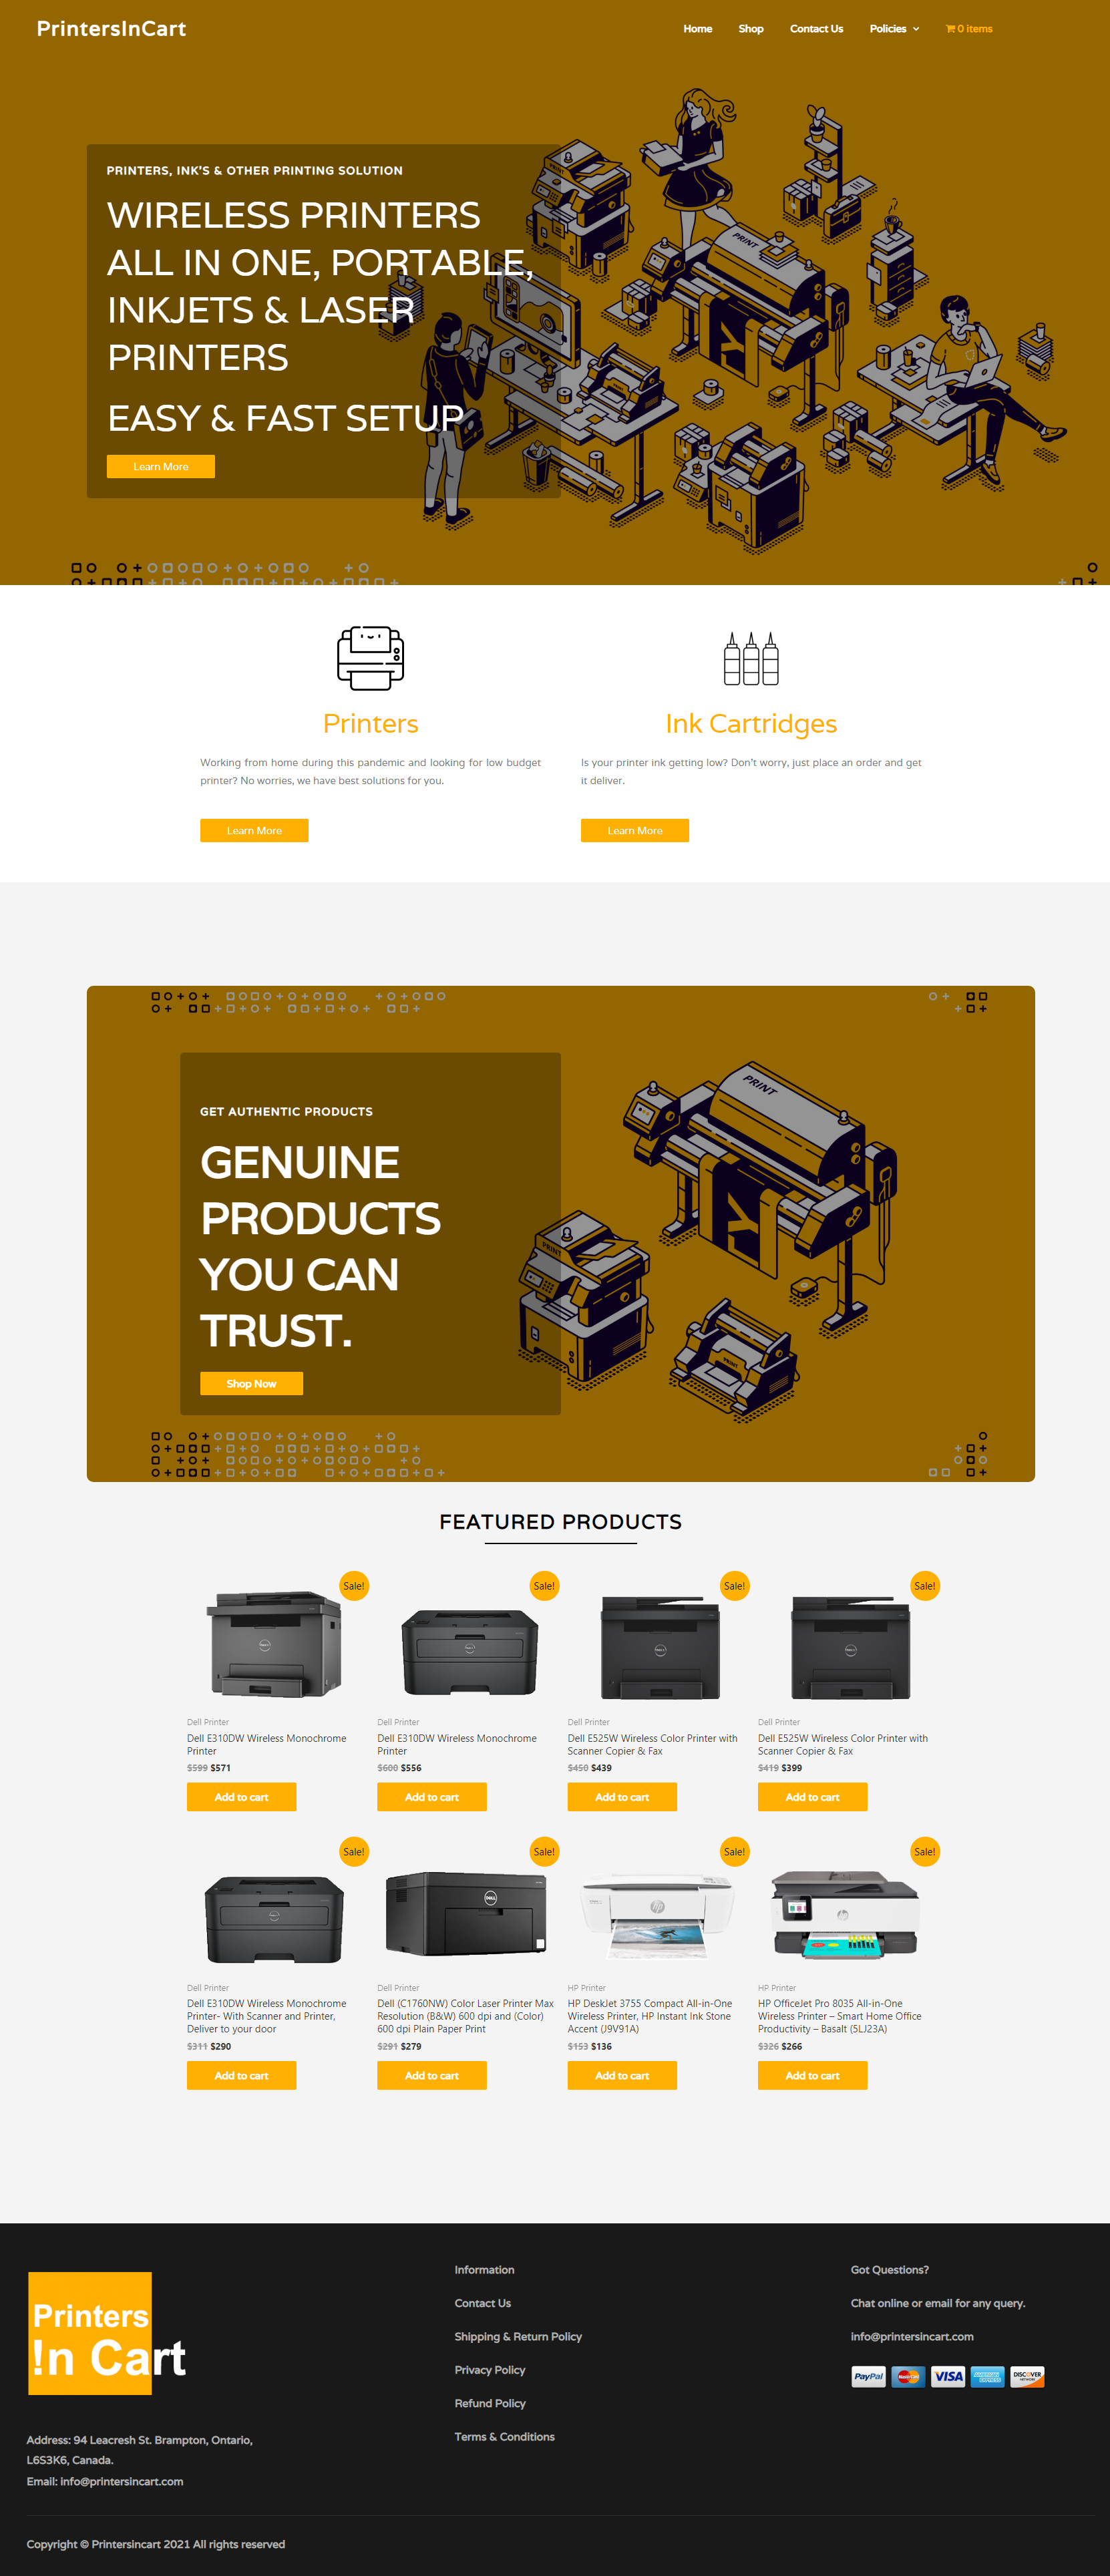 PrintersInCart
Home Shop Contact Us Policies 0 items
PRINTERS, INK'S & OTHER PRINTING SOLUTION
WIRELESS PRINTERS
ALL IN ONE, PORTABLE,
INKJETS & LASER
PRINTERS
EASY & FAST SETUP
Learn More
PRINT
PRINT
PRINT
Printers
Working from home during this pandemic and looking for low budget
printer? No worries, we have best solutions for you.
Learn More
Ink Cartridges
Is your printer ink getting low? Don't worry, just place an order and get
it deliver.
Learn More
GET AUTHENTIC PRODUCTS
GENUINE
PRODUCTS
YOU CAN
TRUST.
Shop Now
PRINT
PRINT
PRINT
FEATURED PRODUCTS
Sale!
Dell Printer
Dell E310DW Wireless Monochrome
Printer
$599 $571
Add to cart
Sale!
Dell Printer
Dell E310DW Wireless Monochrome
Printer
$600 $556
Add to cart
Sale!
Dell Printer
Dell E525W Wireless Color Printer with
Scanner Copier & Fax
$450 $439
Add to cart
Sale!
Dell Printer
Dell E525W Wireless Color Printer with
Scanner Copier & Fax
$419 $399
Add to cart
Sale!
Dell Printer
Dell E310DW Wireless Monochrome
Printer- With Scanner and Printer,
Deliver to your door
$311 $290
Add to cart
Sale!
DELL
Dell Printer
Dell (C1760NW) Color Laser Printer Max
Resolution (B&W) 600 dpi and (Color)
600 dpi Plain Paper Print
$291 $279
Add to cart
Sale!
hp
HP Printer
HP DeskJet 3755 Compact All-in-One
Wireless Printer, HP Instant Ink Stone
Accent (J9V91A)
$153 $136
Add to cart
Sale!
hp
HP Printer
HP OfficeJet Pro 8035 All-in-One
Wireless Printer – Smart Home Office
Productivity – Basalt (5LJ23A)
$326 $266
Add to cart
Printers
!n Cart
Address: 94 Leacresh St. Brampton, Ontario,
L6S3K6, Canada.
Email: info@printersincart.com
Information
Contact Us
Shipping & Return Policy
Privacy Policy
Refund Policy
Terms & Conditions
Got Questions?
Chat online or email for any query.
info@printersincart.com
PayPal MasterCard VISA AMERICAN EXPRESS DISCOVER
Copyright © Printersincart 2021 All rights reserved